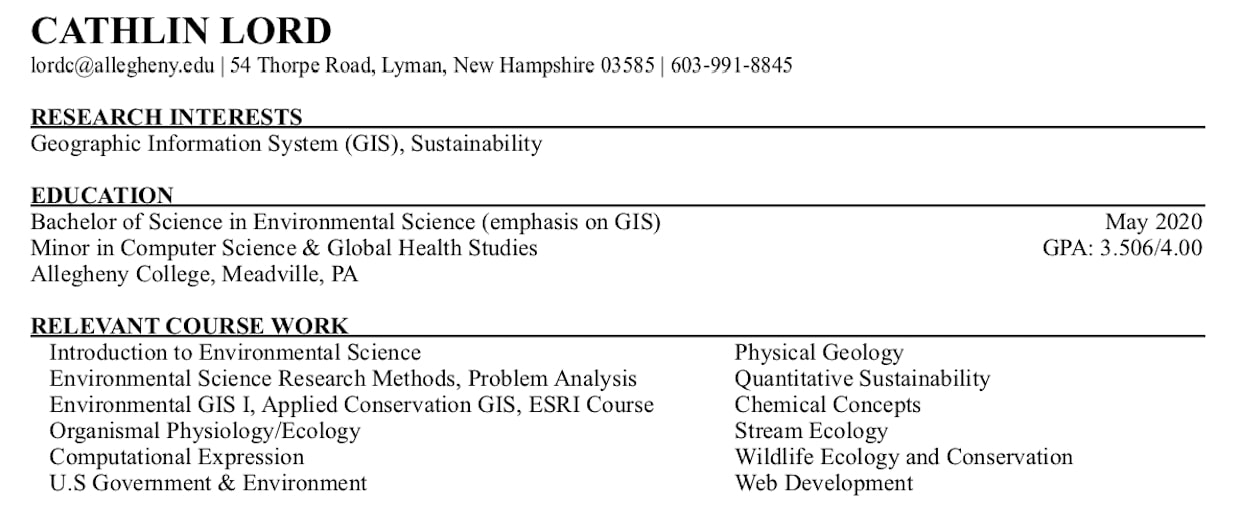 CATHLIN LORD
lordc@allegheny.edu | 54 Thorpe Road, Lyman, New Hampshire 03585 | 603-991-8845
RESEARCH INTERESTS
Geographic Information System (GIS), Sustainability
EDUCATION
Bachelor of Science in Environmental Science (emphasis on GIS) May 2020
Minor in Computer Science & Global Health Studies GPA: 3.506/4.00
Allegheny College, Meadville, PA
RELEVANT COURSE WORK
Introduction to Environmental Science Physical Geology
Environmental Science Research Methods, Problem Analysis Quantitative Sustainability
Environmental GIS I, Applied Conservation GIS, ESRI Course Chemical Concepts
Organismal Physiology/Ecology Stream Ecology
Computational Expression Wildlife Ecology and Conservation
U.S Government & Environment Web Development